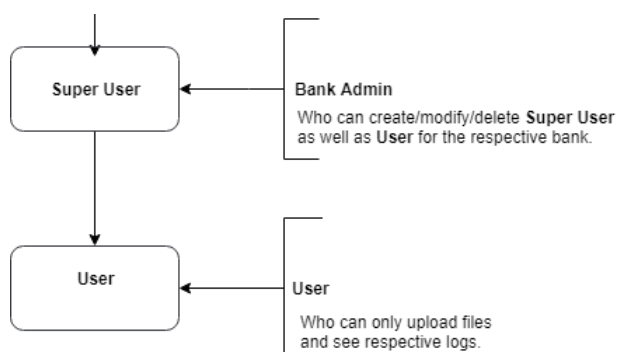 Super User
Bank Admin
Who can create/modify/delete Super User
as well as User for the respective bank.
User
User
Who can only upload files
and see respective logs.